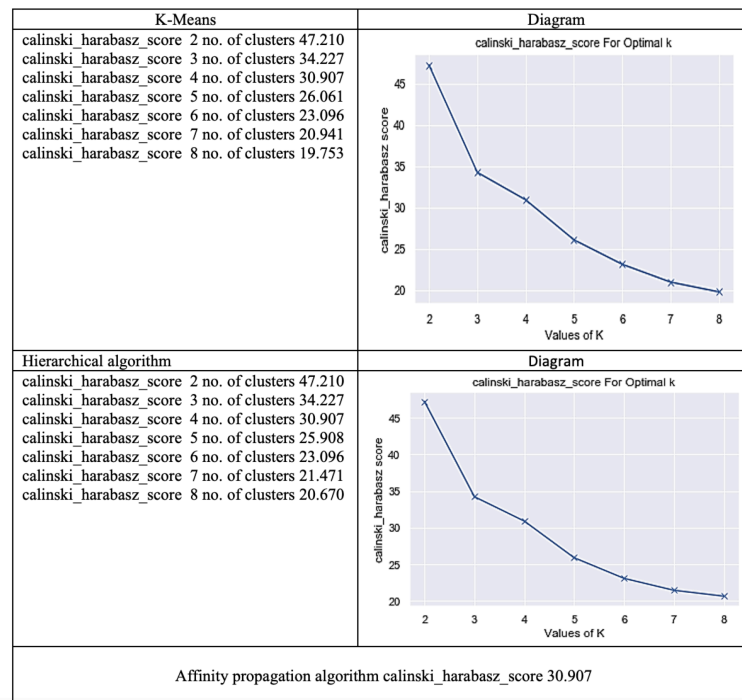 K-Means
Diagram
calinski_harabasz_score 2 no. of clusters 47.210
calinski_harabasz_score 3 no. of clusters 34.227
calinski_harabasz_score 4 no. of clusters 30.907
calinski_harabasz_score 5 no. of clusters 26.061
calinski_harabasz_score 6 no. of clusters 23.096
calinski_harabasz_score 7 no. of clusters 20.941
calinski_harabasz_score 8 no. of clusters 19.753
calinski_harabasz_score For Optimal k
calinski_harabasz score
45
40
35
30
25
20
2 3 4 5 6 7 8
Values of K
Hierarchical algorithm
Diagram
calinski_harabasz_score 2 no. of clusters 47.210
calinski_harabasz_score 3 no. of clusters 34.227
calinski_harabasz_score 4 no. of clusters 30.907
calinski_harabasz_score 5 no. of clusters 25.908
calinski_harabasz_score 6 no. of clusters 23.096
calinski_harabasz_score 7 no. of clusters 21.471
calinski_harabasz_score 8 no. of clusters 20.670
calinski_harabasz_score For Optimal k
calinski_harabasz score
45
40
35
30
25
20
2 3 4 5 6 7 8
Values of K
Affinity propagation algorithm calinski_harabasz_score 30.907